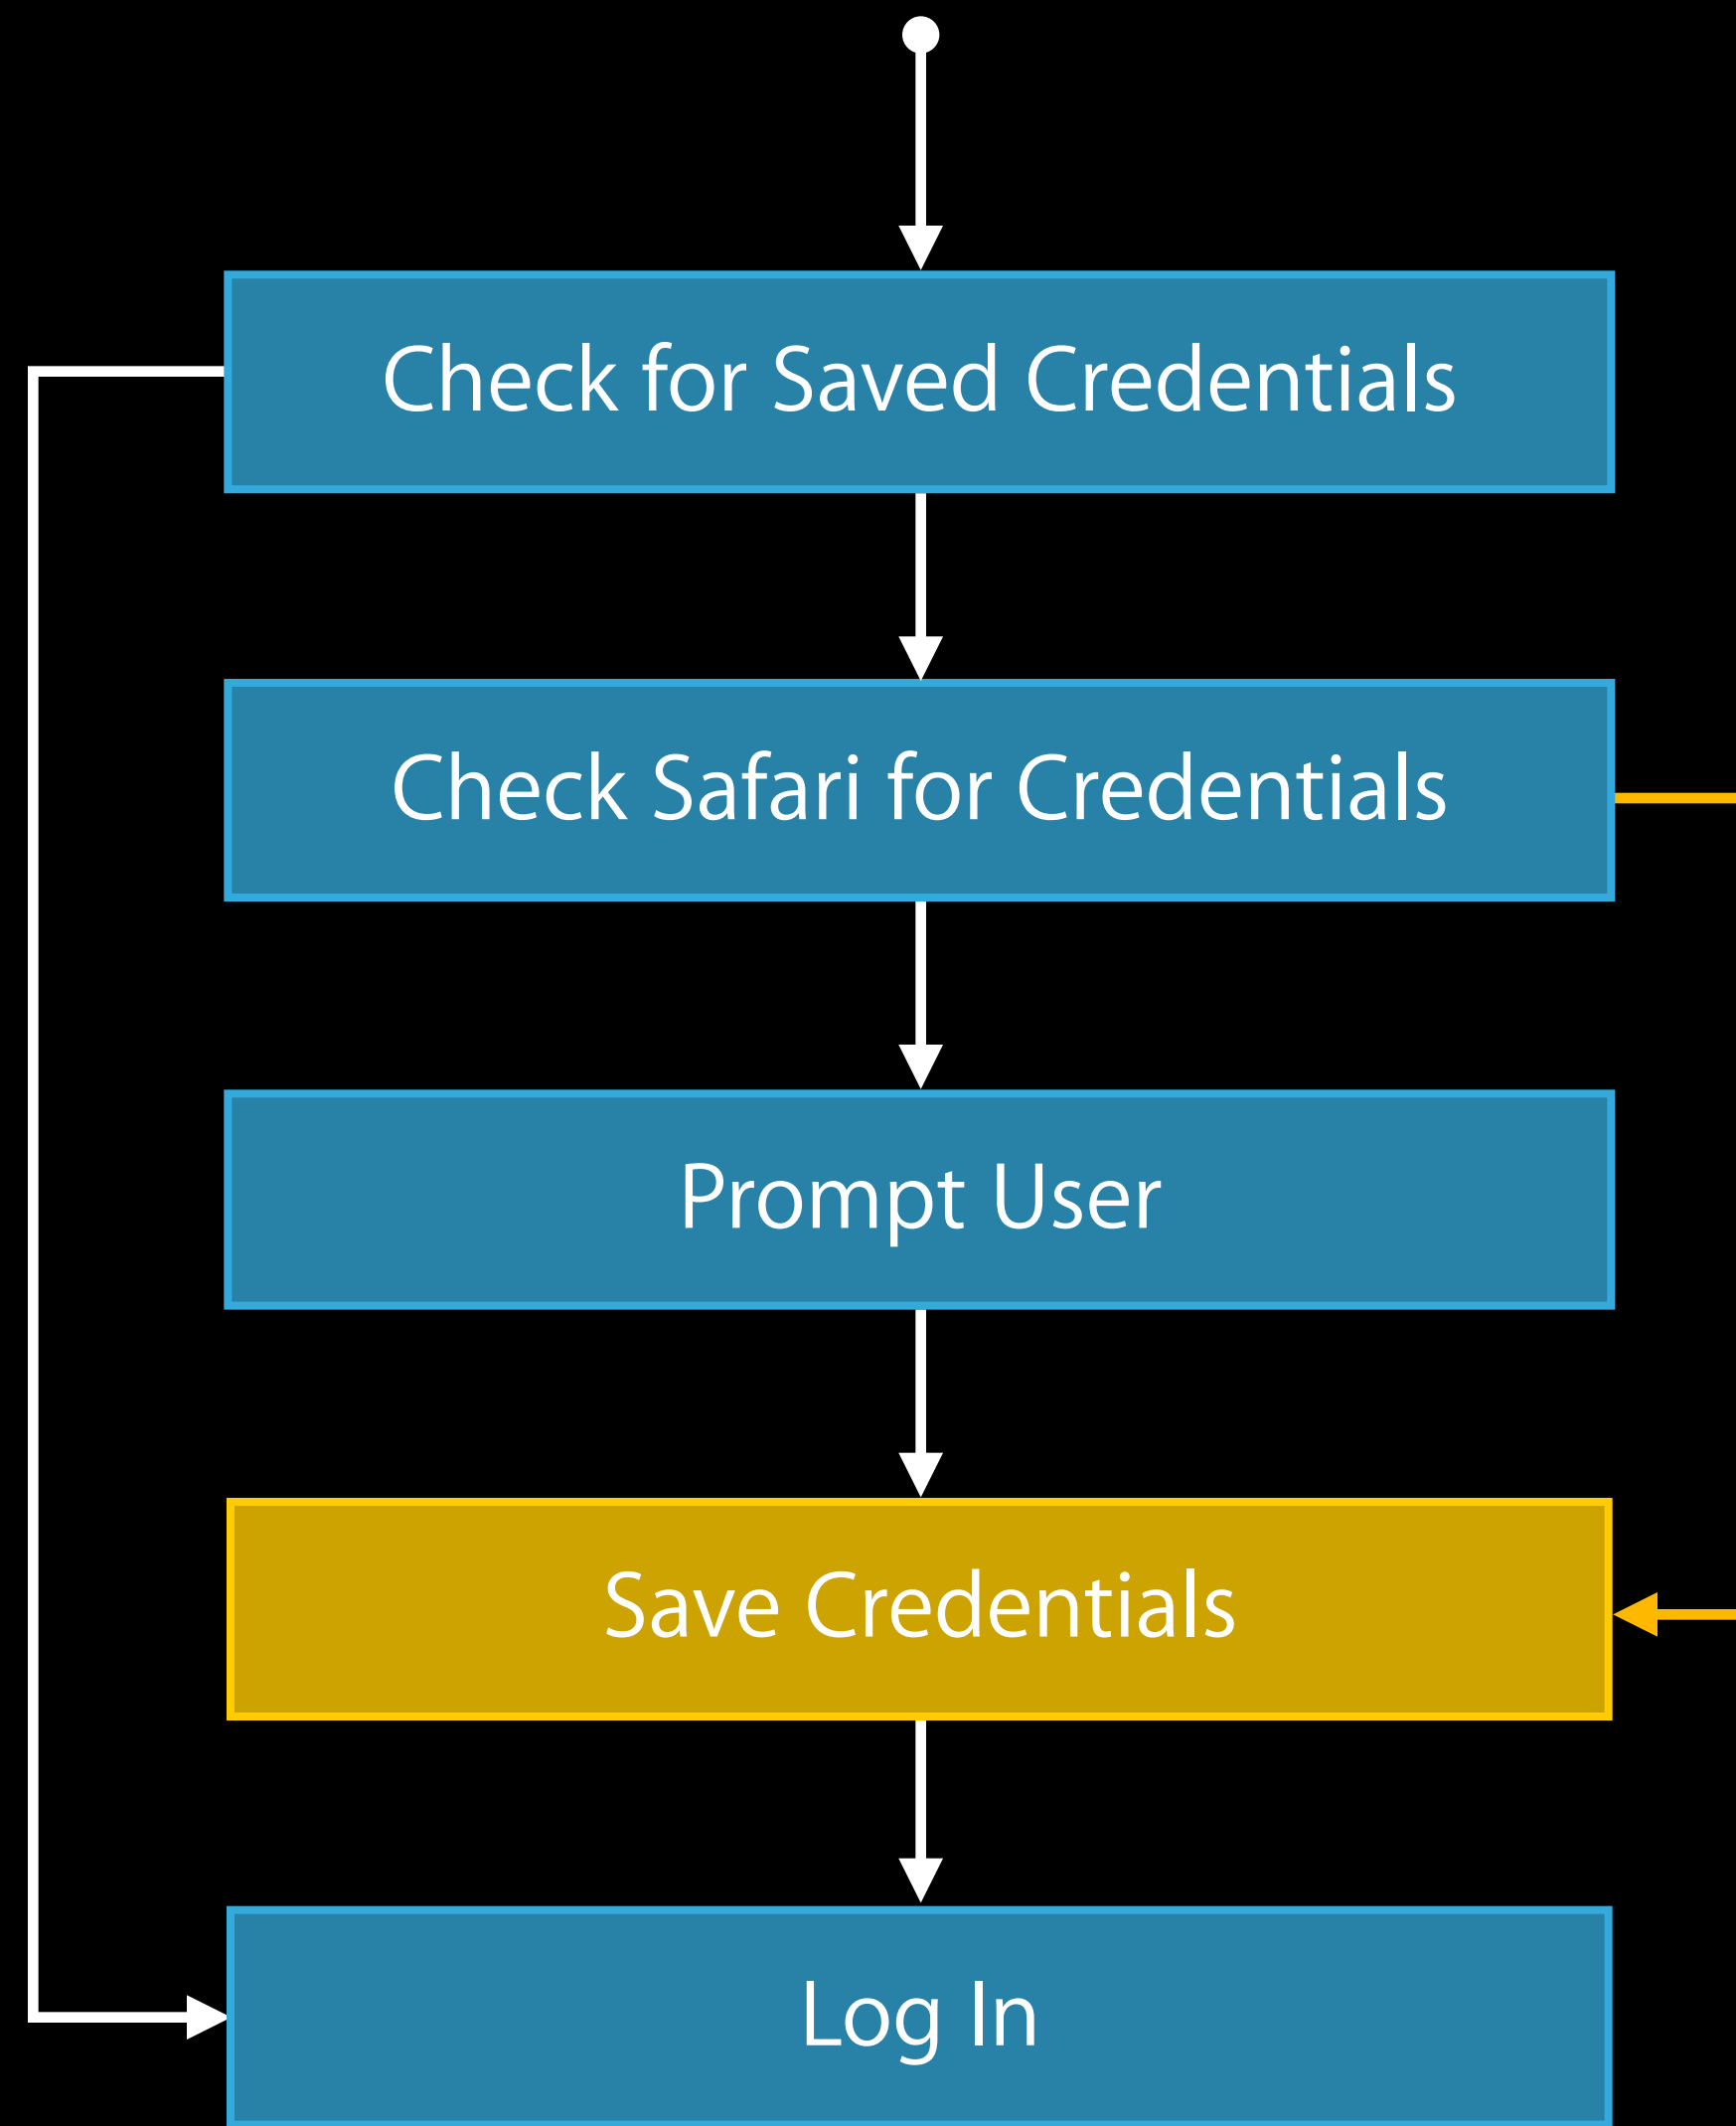 Check for Saved Credentials
Check Safari for Credentials
Prompt User
Save Credentials
Log In